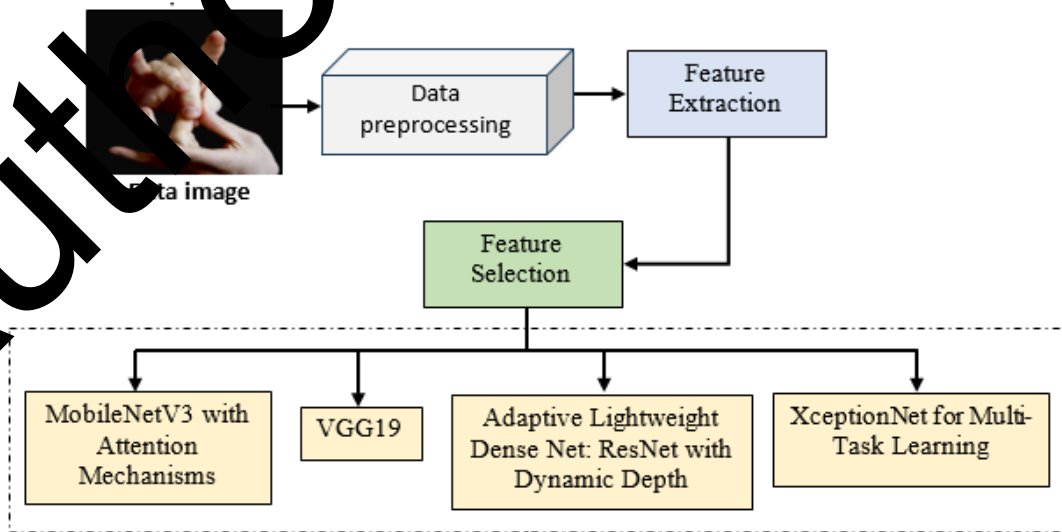 Data
preprocessing
Feature
Extraction
image
Feature
Selection
MobileNetV3 with
Attention
Mechanisms
VGG19
Adaptive Lightweight
Dense Net: ResNet with
Dynamic Depth
XceptionNet for Multi-
Task Learning